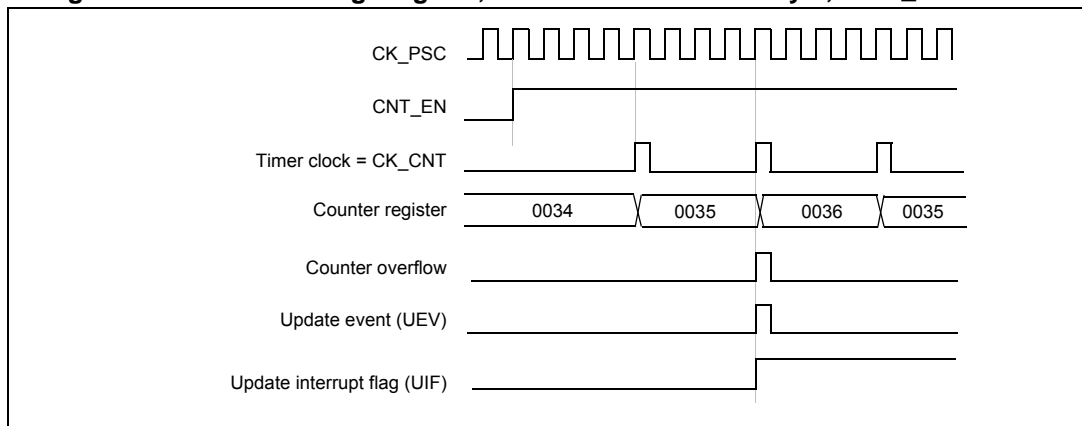 CK_PSC
CNT_EN
Timer clock = CK_CNT
Counter register 0034 0035 0036 0035
Counter overflow
Update event (UEV)
Update interrupt flag (UIF)